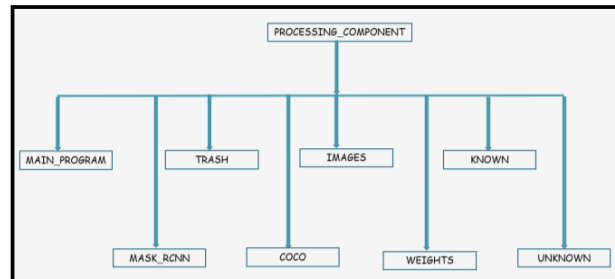 PROCESSING_COMPONENT
MAIN_PROGRAM
TRASH
IMAGES
KNOWN
MASK_RCNN
COCO
WEIGHTS
UNKNOWN